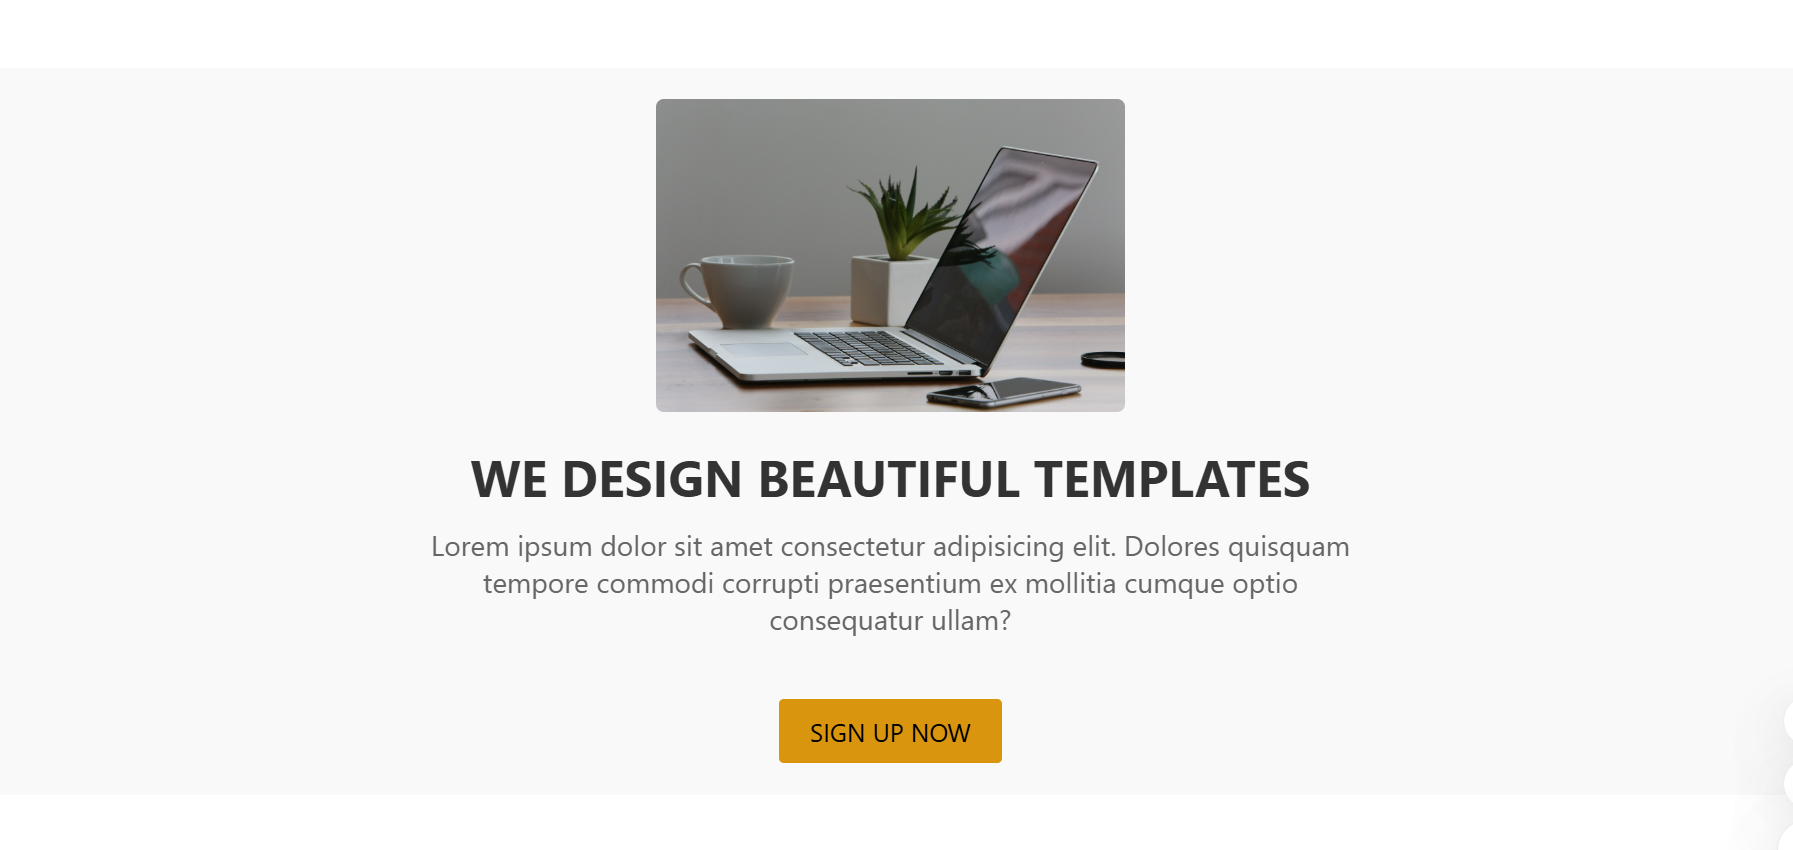 WE DESIGN BEAUTIFUL TEMPLATES
Lorem ipsum dolor sit amet consectetur adipisicing elit. Dolores quisquam
tempore commodi corrupti praesentium ex mollitia cumque optio
consequatur ullam?
SIGN UP NOW